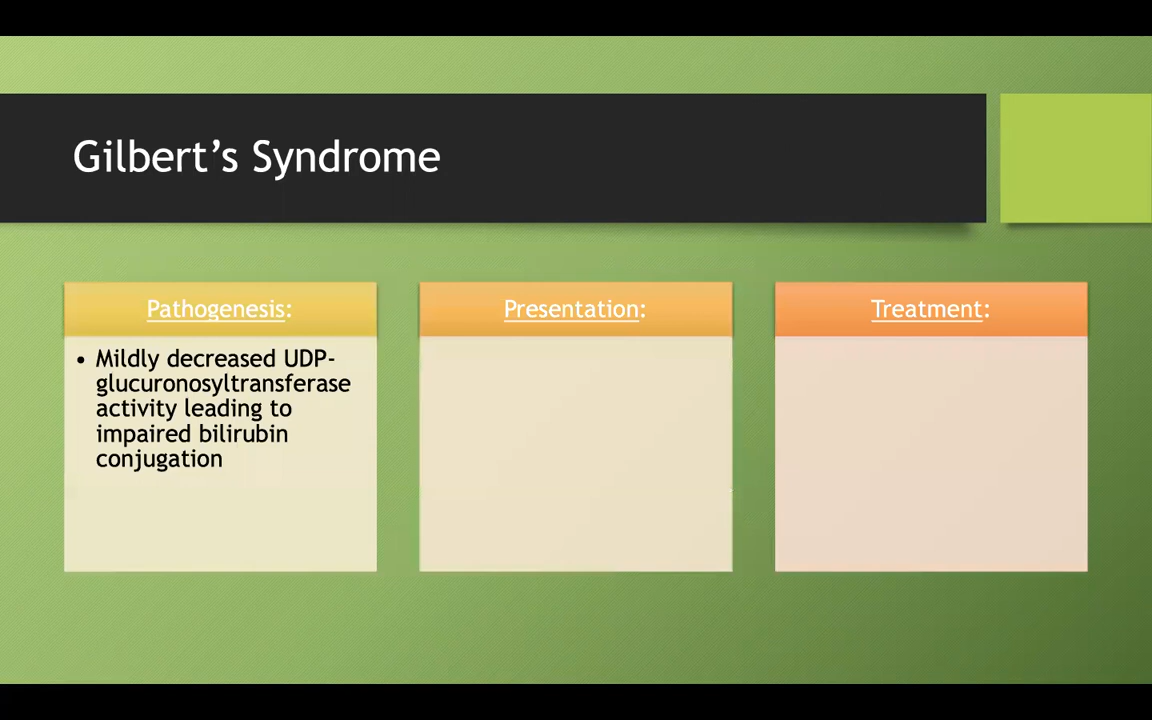 Gilbert’s Syndrome
Pathogenesis:
• Mildly decreased UDP-
glucuronosyltransferase
activity leading to
impaired bilirubin
conjugation
Presentation:
Treatment: